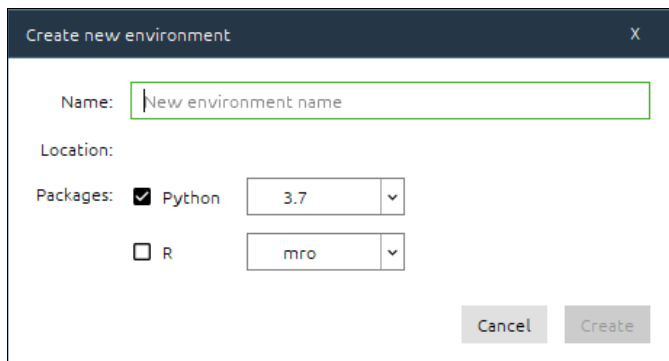 Create new environment X
Name: New environment name
Location:
Packages: Python 3.7
R mro
Cancel Create